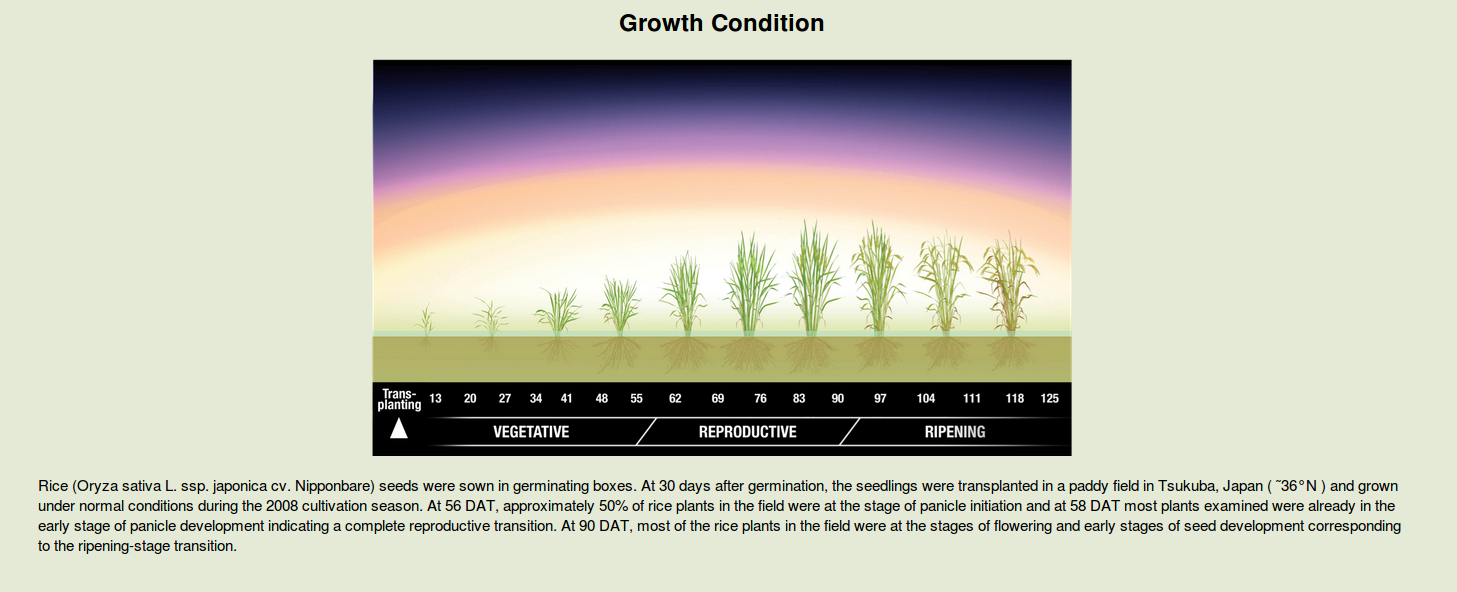 Growth Condition
Trans-
planting 13 20 27 34 41 48 55 62 69 76 83 90 97 104 111 118 125
VEGETATIVE REPRODUCTIVE RIPENING
Rice (Oryza sativa L. ssp. japonica cv. Nipponbare) seeds were sown in germinating boxes. At 30 days after germination, the seedlings were transplanted in a paddy field in Tsukuba, Japan ( ˜36°N ) and grown
under normal conditions during the 2008 cultivation season. At 56 DAT, approximately 50% of rice plants in the field were at the stage of panicle initiation and at 58 DAT most plants examined were already in the
early stage of panicle development indicating a complete reproductive transition. At 90 DAT, most of the rice plants in the field were at the stages of flowering and early stages of seed development corresponding
to the ripening-stage transition.